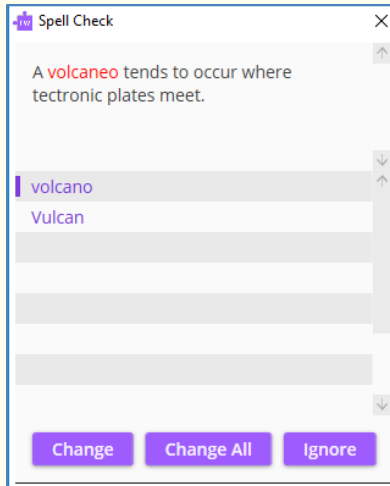 Spell Check
A volcaneo tends to occur where
tectronic plates meet.
volcano
Vulcan
Change Change All Ignore